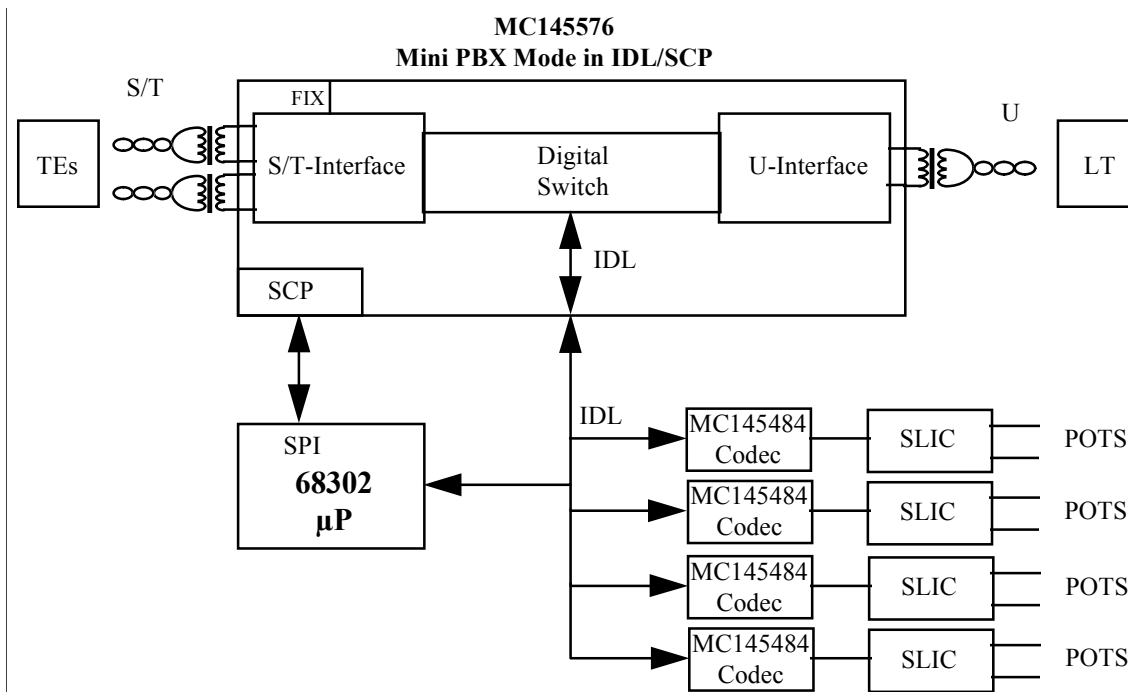 MC145576
Mini PBX Mode in IDL/SCP
S/T
FIX
U
TEs
S/T-Interface
Digital
Switch
U-Interface
LT
IDL
SCP
IDL
SPI
68302
µP
MC145484
Codec
SLIC
POTS
MC145484
Codec
SLIC
POTS
MC145484
Codec
SLIC
POTS
MC145484
Codec
SLIC
POTS